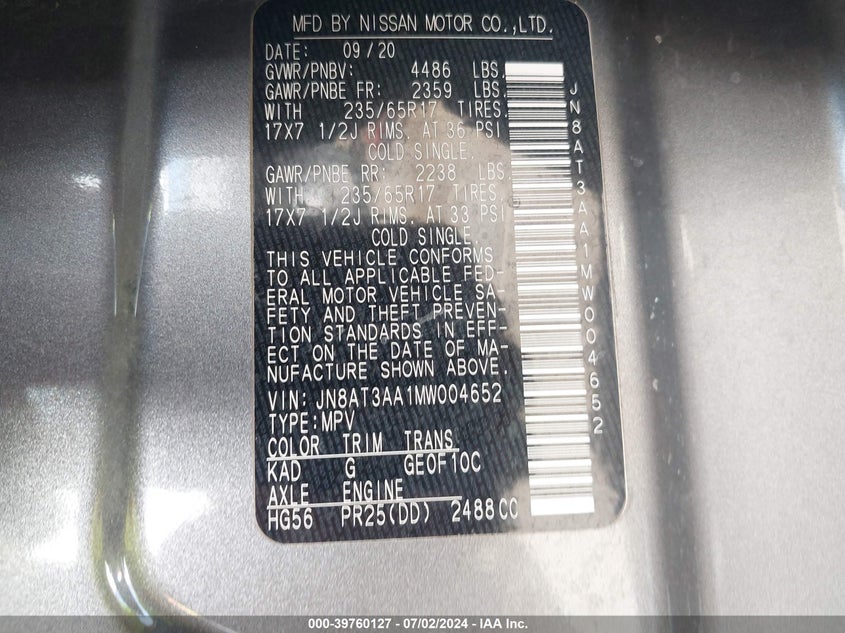 MFD BY NISSAN MOTOR CO.,LTD.
DATE: 09/20
GVWR/PNBV: 4486 LBS.
GAWR/PNBE FR: 2359 LBS.
WITH 235/65R17 TIRES.
17X7 1/2J RIMS. AT 36 PSI
COLD SINGLE.
GAWR/PNBE RR: 2238 LBS.
WITH 235/65R17 TIRES.
17X7 1/2J RIMS. AT 33 PSI
COLD SINGLE.
THIS VEHICLE CONFORMS
TO ALL APPLICABLE FED-
ERAL MOTOR VEHICLE SA-
FETY AND THEFT PREVEN-
TION STANDARDS IN EFF-
ECT ON THE DATE OF MA-
NUFACTURE SHOWN ABOVE.
VIN: JN8AT3AA1MW004652
TYPE:MPV
COLOR TRIM TRANS
KAD G GE0F10C
AXLE ENGINE
HG56 PR25(DD) 2488CC
JN8AT3AA1MW004652
000-39760127 - 07/02/2024 - IAA Inc.